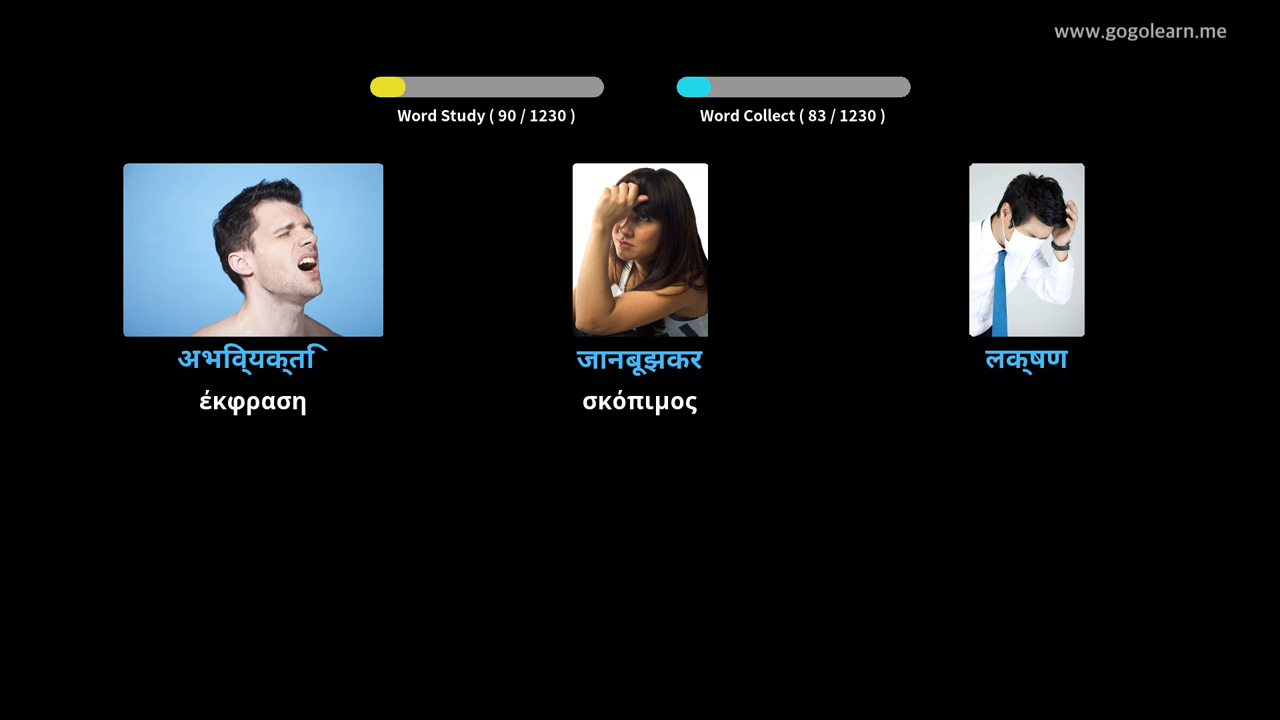 www.gogolearn.me
Word Study ( 90 / 1230 )
Word Collect ( 83 / 1230 )
अभिव्यक्ति
जानबूझकर
लक्षण
έκφραση
σκόπιμος